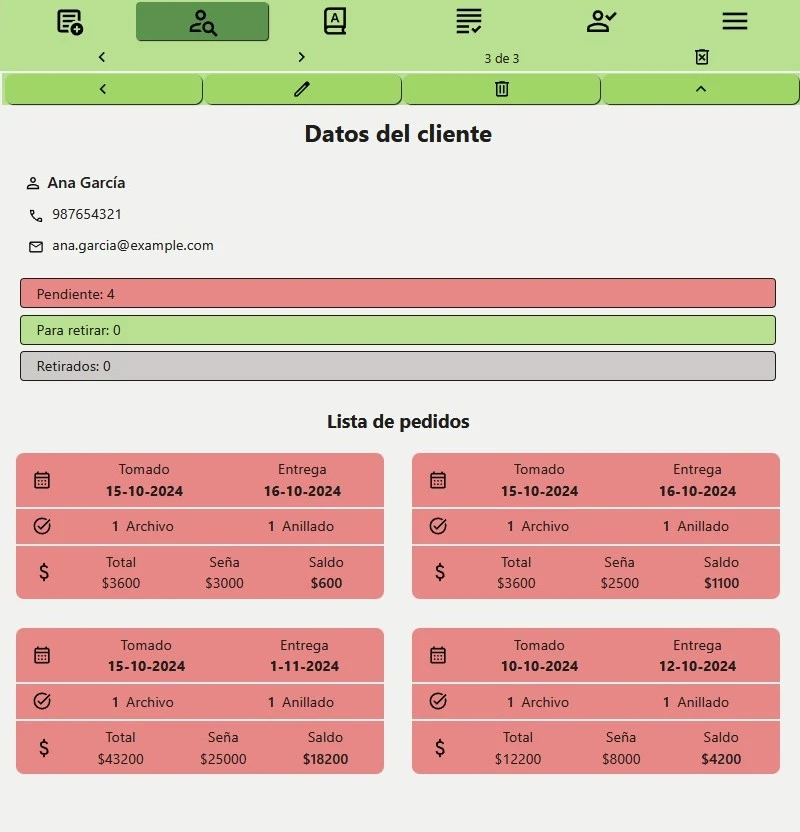 A
3 de 3
Datos del cliente
Ana García
987654321
ana.garcia@example.com
Pendiente: 4
Para retirar: 0
Retirados: 0
Lista de pedidos
Tomado Entrega
15-10-2024 16-10-2024
1 Archivo 1 Anillado
$ Total Seña Saldo
$3600 $3000 $600
Tomado Entrega
15-10-2024 16-10-2024
1 Archivo 1 Anillado
$ Total Seña Saldo
$3600 $2500 $1100
Tomado Entrega
15-10-2024 1-11-2024
1 Archivo 1 Anillado
$ Total Seña Saldo
$43200 $25000 $18200
Tomado Entrega
10-10-2024 12-10-2024
1 Archivo 1 Anillado
$ Total Seña Saldo
$12200 $8000 $4200